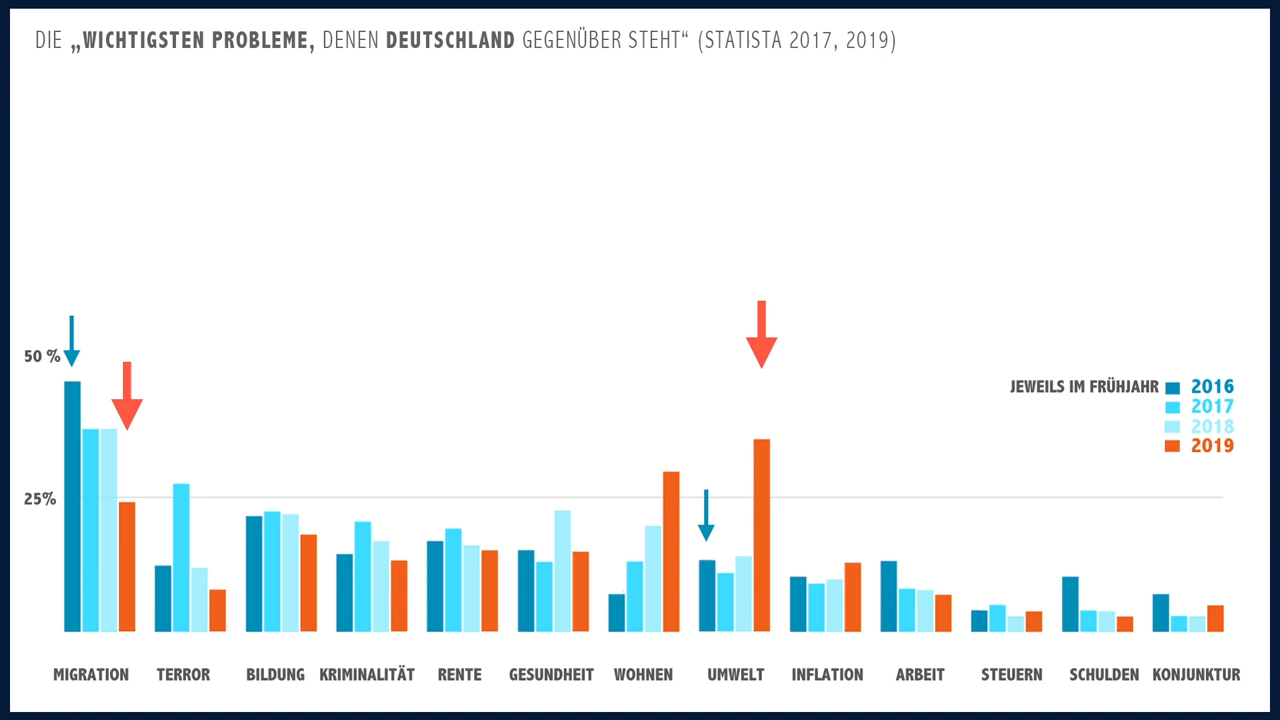 DIE „WICHTIGSTEN PROBLEME, DENEN DEUTSCHLAND GEGENÜBER STEHT“ (STATISTA 2017, 2019)
50 %
JEWEILS IM FRÜHJAHR 2016
2017
2018
2019
25%
MIGRATION TERROR BILDUNG KRIMINALITÄT RENTE GESUNDHEIT WOHNEN UMWELT INFLATION ARBEIT STEUERN SCHULDEN KONJUNKTUR